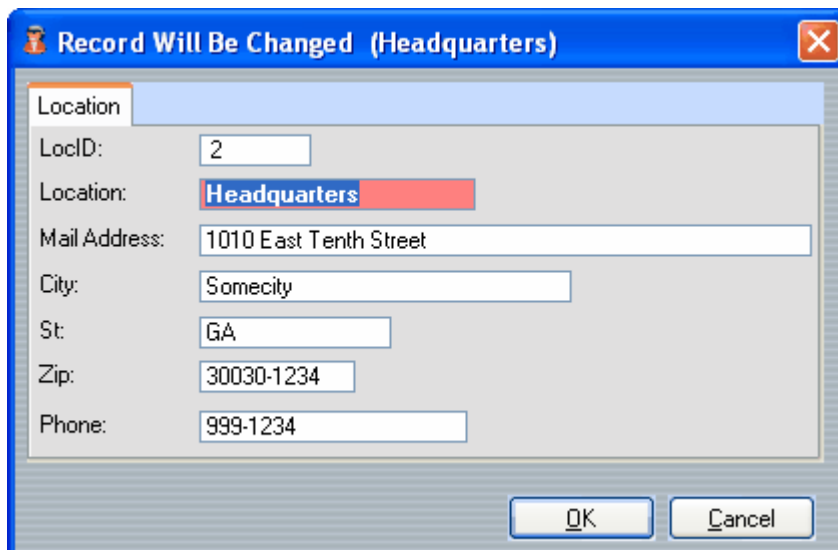 Record Will Be Changed (Headquarters)
Location
LocID: 2
Location: Headquarters
Mail Address: 1010 East Tenth Street
City: Somecity
St: GA
Zip: 30030-1234
Phone: 999-1234
OK Cancel